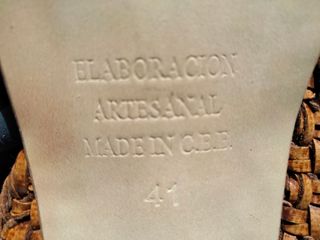 ELABORACION
ARTESANAL
MADE IN C.E.E.
41